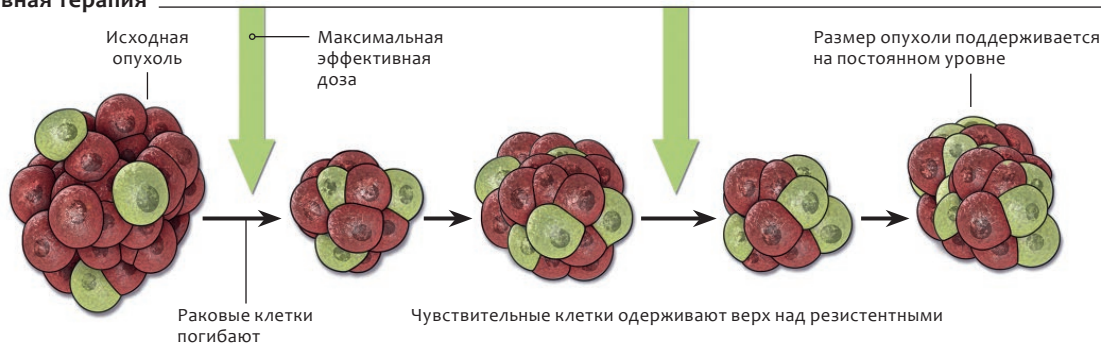 вная терапия
Исходная
опухоль
Максимальная
эффективная
доза
Размер опухоли поддерживается
на постоянном уровне
Раковые клетки
погибают
Чувствительные клетки одерживают верх над резистентными